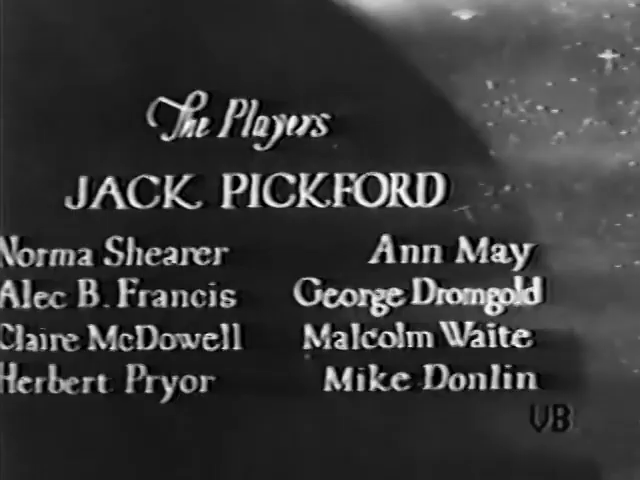 The Players
JACK PICKFORD
Norma Shearer Ann May
Alec B. Francis George Dromgold
Claire McDowell Malcolm Waite
Herbert Pryor Mike Donlin
VB